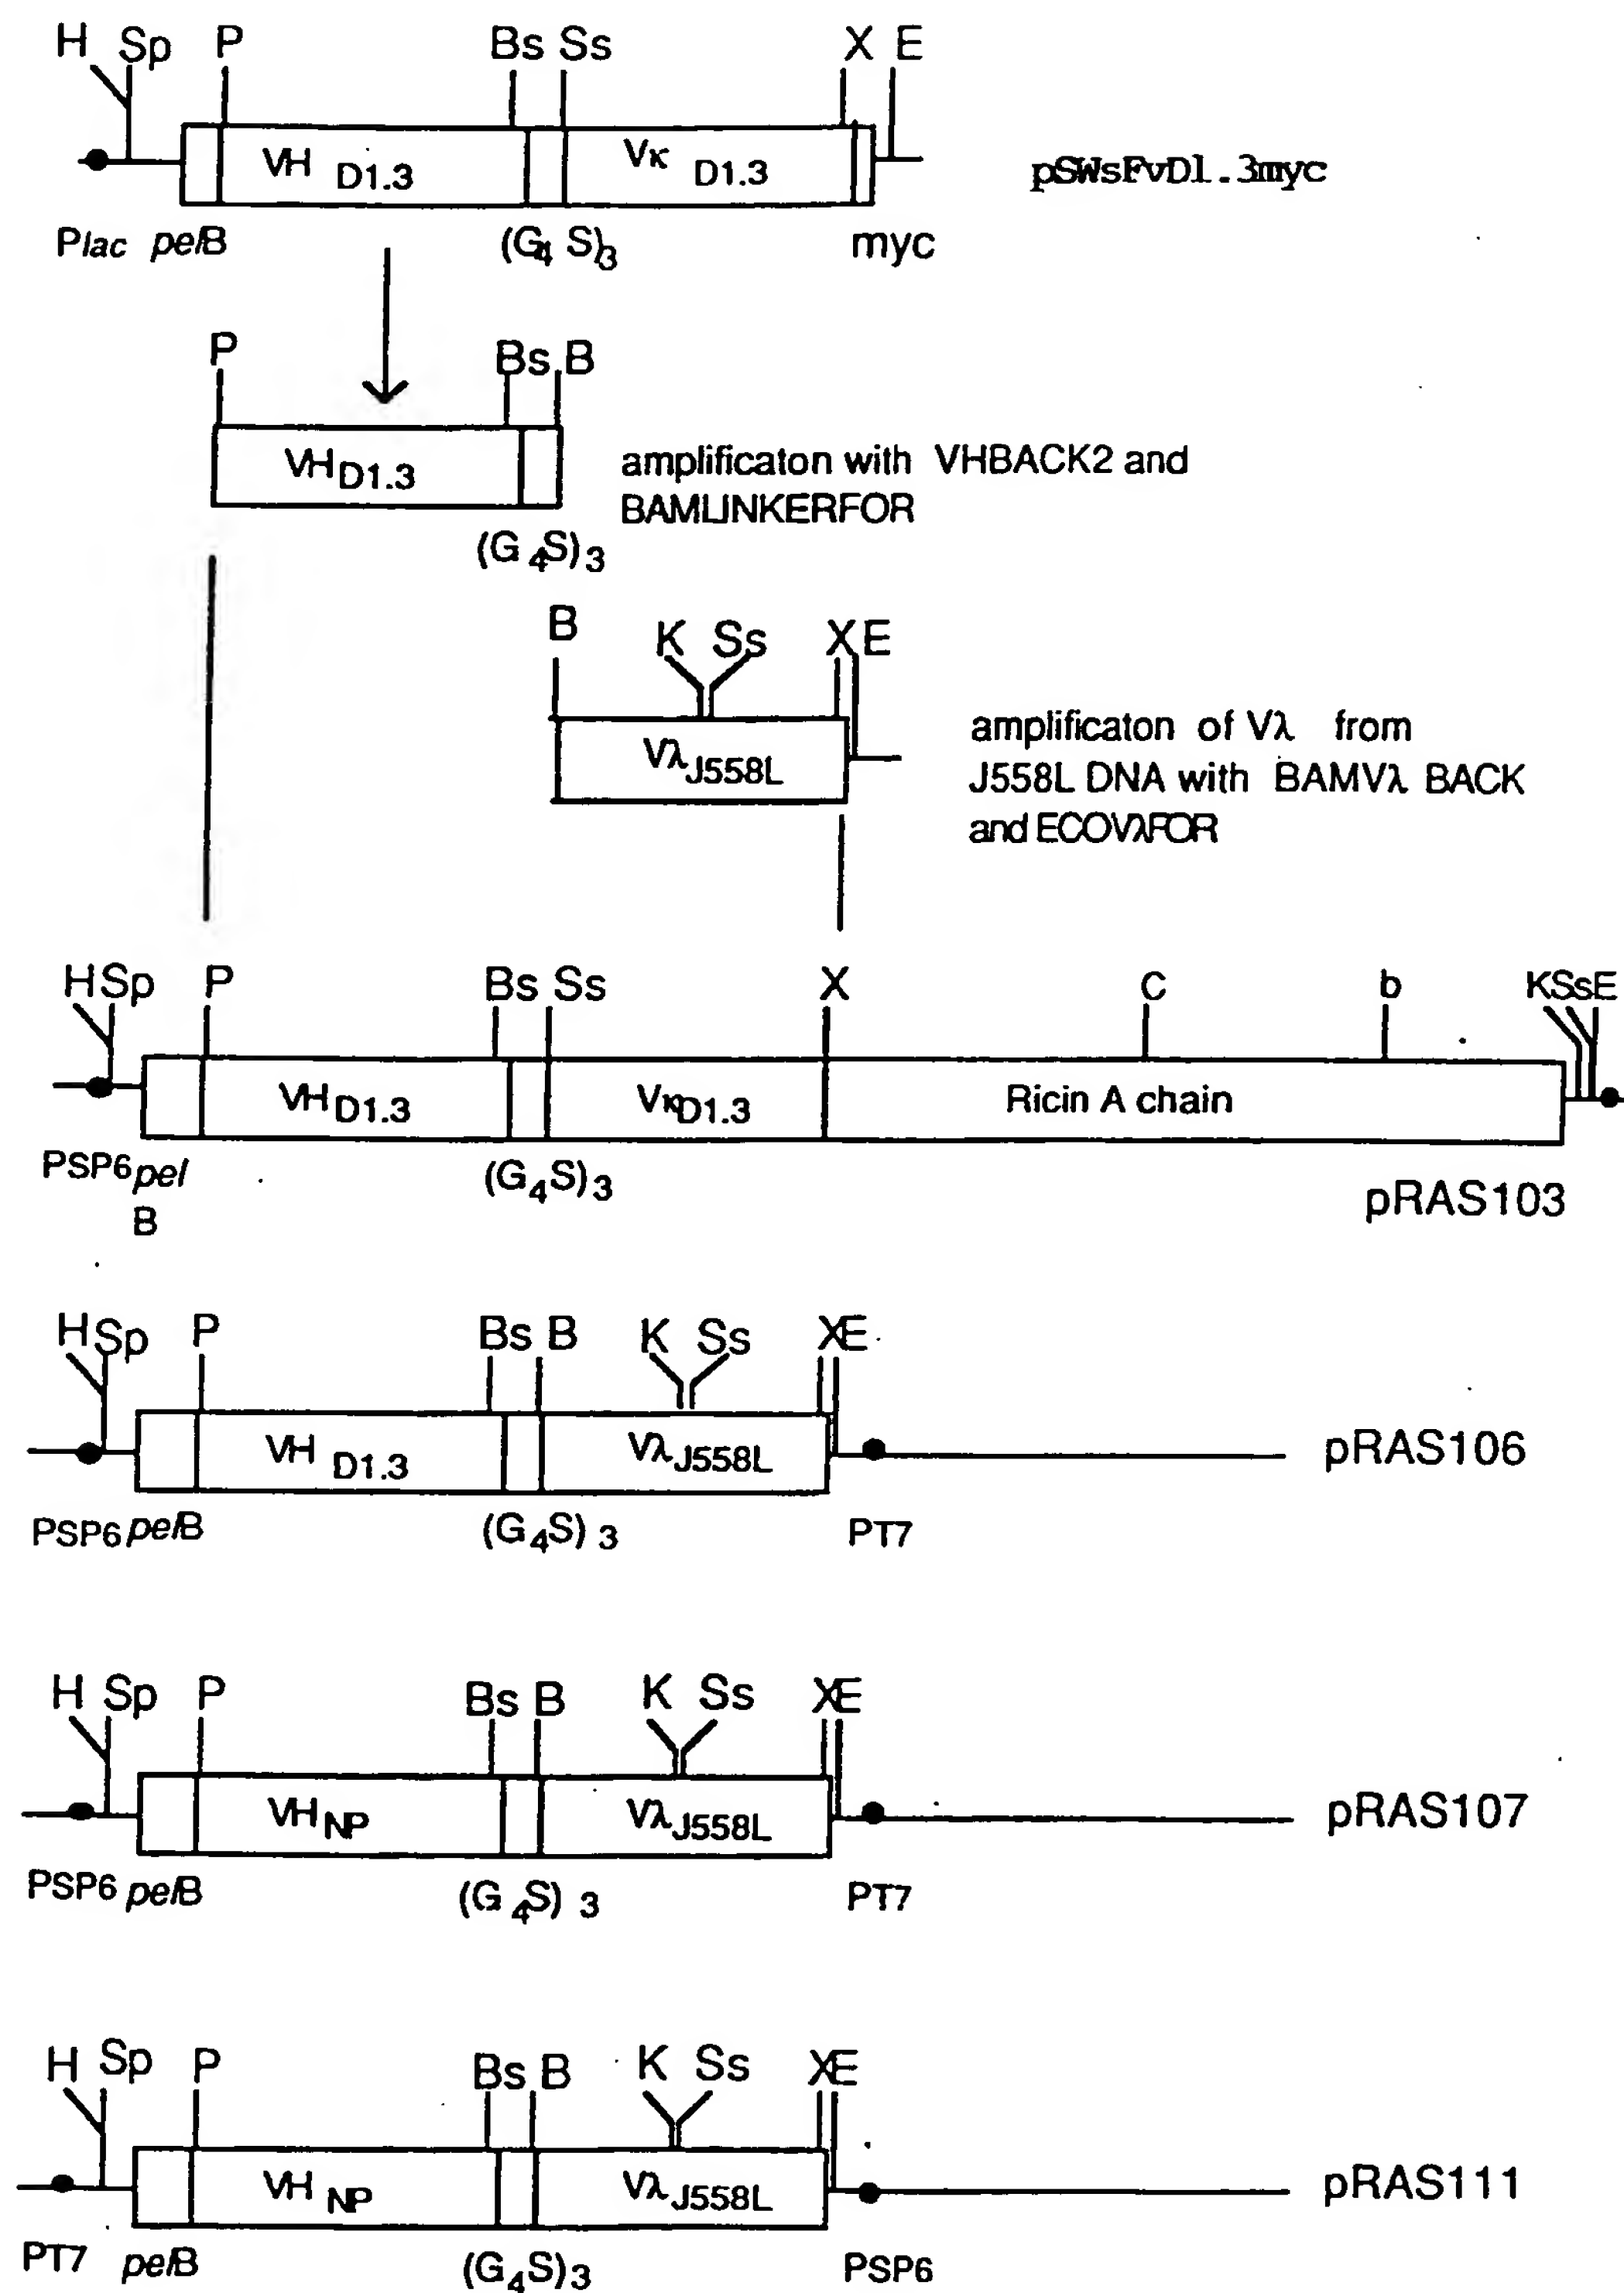 H Sp P Bs Ss X E
VH D1.3 Vκ D1.3 pSWsFvD1.3myc
Plac pelB (G4 S)3 myc
P Bs B
VH D1.3 amplificaton with VHBACK2 and
BAMLINKERFOR
(G4S)3
B K Ss X E
Vλ J558L amplificaton of Vλ from
J558L DNA with BAMVλ BACK
and ECOVλFOR
H Sp P Bs Ss X C b K Ss E
VH D1.3 Vκ D1.3 Ricin A chain
PSP6 pel (G4S)3
B pRAS103
H Sp P Bs B K Ss X E
VH D1.3 Vλ J558L pRAS106
PSP6 pelB (G4S)3 PT7
H Sp P Bs B K Ss X E
VH NP Vλ J558L pRAS107
PSP6 pelB (G4S)3 PT7
H Sp P Bs B K Ss X E
VH NP Vλ J558L pRAS111
PT7 pelB (G4S)3 PSP6